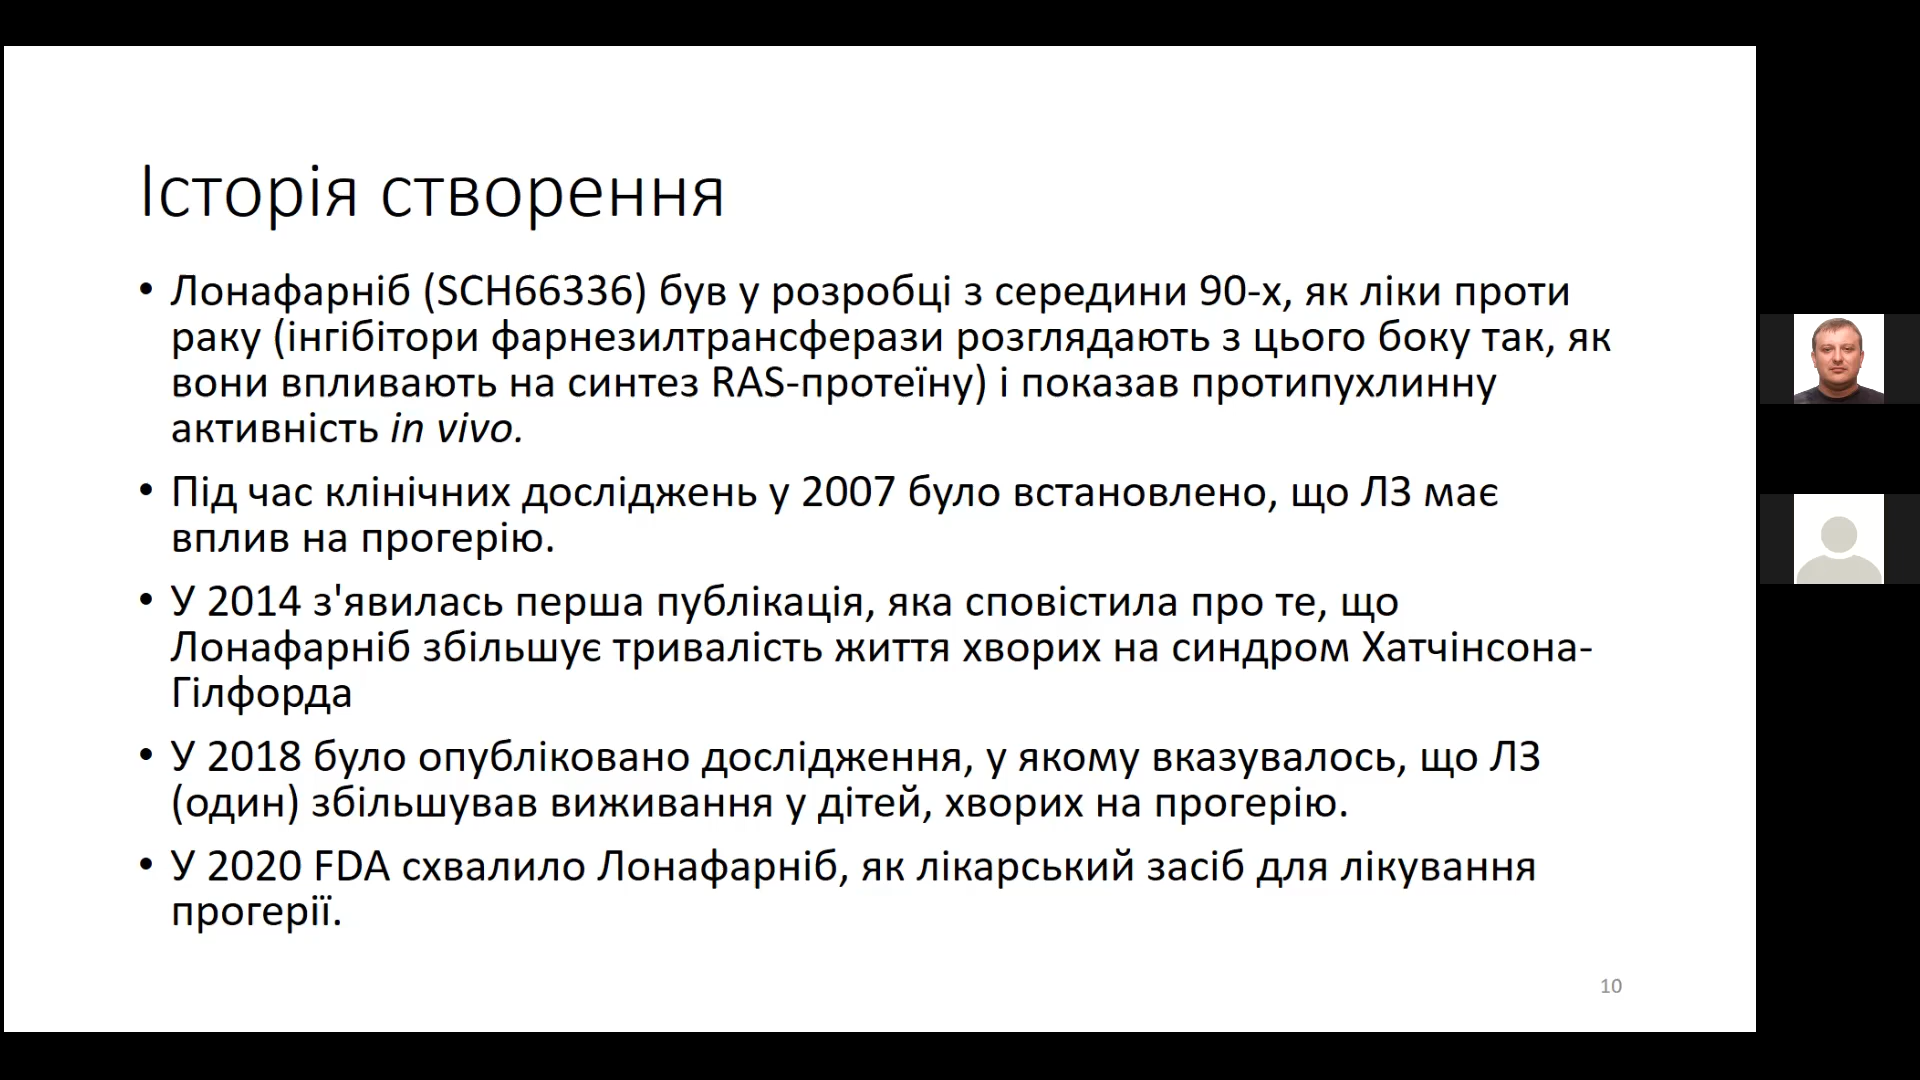 Історія створення
• Лонафарніб (SCH66336) був у розробці з середини 90-х, як ліки проти
раку (інгібітори фарнезилтрансферази розглядають з цього боку так, як
вони впливають на синтез RAS-протеїну) і показав протипухлинну
активність in vivo.
• Під час клінічних досліджень у 2007 було встановлено, що ЛЗ має
вплив на прогерію.
• У 2014 з'явилась перша публікація, яка сповістила про те, що
Лонафарніб збільшує тривалість життя хворих на синдром Хатчінсона-
Гілфорда
• У 2018 було опубліковано дослідження, у якому вказувалось, що ЛЗ
(один) збільшував виживання у дітей, хворих на прогерію.
• У 2020 FDA схвалило Лонафарніб, як лікарський засіб для лікування
прогерії.
10